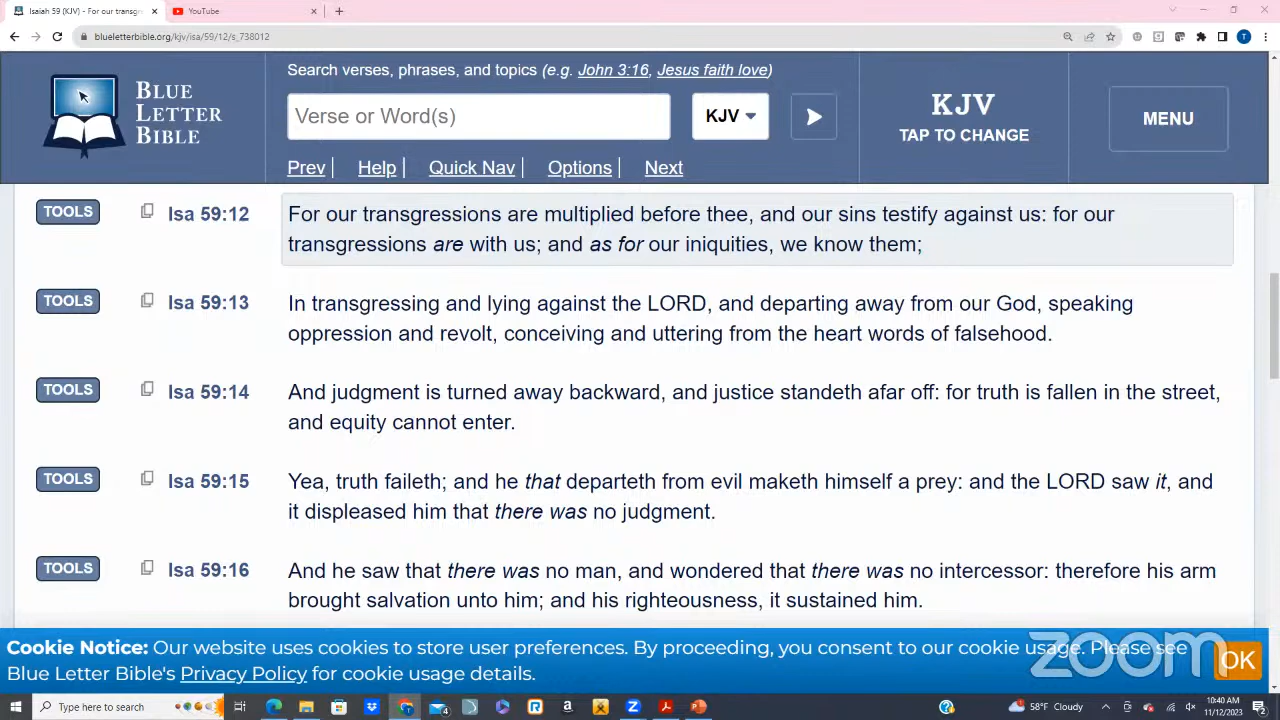 Isaiah 59 (KJV) - For our transgr
YouTube
blueletterbible.org/kjv/isa/59/12/s_738012
Search verses, phrases, and topics (e.g. John 3:16, Jesus faith love)
BLUE
LETTER
BIBLE
Verse or Word(s)
KJV
KJV
TAP TO CHANGE
MENU
Prev | Help | Quick Nav | Options | Next
TOOLS Isa 59:12 For our transgressions are multiplied before thee, and our sins testify against us: for our
transgressions are with us; and as for our iniquities, we know them;
TOOLS Isa 59:13 In transgressing and lying against the LORD, and departing away from our God, speaking
oppression and revolt, conceiving and uttering from the heart words of falsehood.
TOOLS Isa 59:14 And judgment is turned away backward, and justice standeth afar off: for truth is fallen in the street,
and equity cannot enter.
TOOLS Isa 59:15 Yea, truth faileth; and he that departeth from evil maketh himself a prey: and the LORD saw it, and
it displeased him that there was no judgment.
TOOLS Isa 59:16 And he saw that there was no man, and wondered that there was no intercessor: therefore his arm
brought salvation unto him; and his righteousness, it sustained him.
Cookie Notice: Our website uses cookies to store user preferences. By proceeding, you consent to our cookie usage. Please see
Blue Letter Bible's Privacy Policy for cookie usage details.
OK
zoom
Type here to search
58°F Cloudy
10:40 AM
11/12/2023